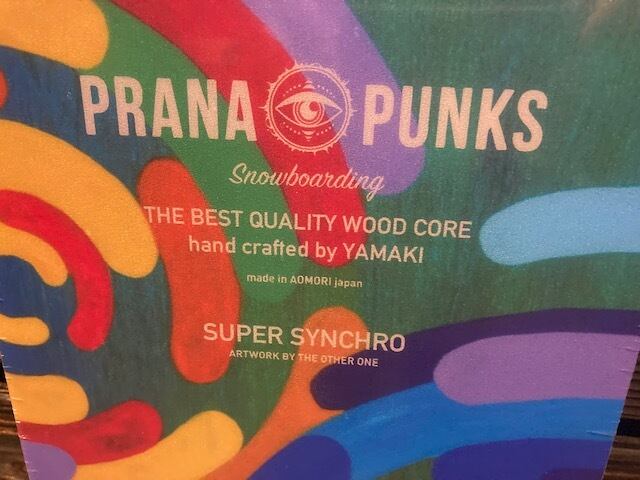 PRANA PUNKS
Snowboarding
THE BEST QUALITY WOOD CORE
hand crafted by YAMAKI
made in AOMORI japan
SUPER SYNCHRO
ARTWORK BY THE OTHER ONE